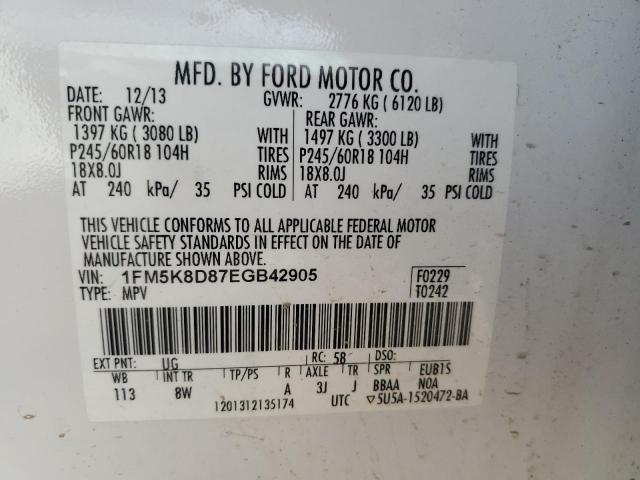 MFD. BY FORD MOTOR CO.
DATE: 12/13 GVWR: 2776 KG ( 6120 LB)
FRONT GAWR: REAR GAWR:
1397 KG ( 3080 LB) WITH 1497 KG ( 3300 LB) WITH
P245/60R18 104H TIRES P245/60R18 104H TIRES
18X8.0J RIMS 18X8.0J RIMS
AT 240 kPa/ 35 PSI COLD AT 240 kPa/ 35 PSI COLD
THIS VEHICLE CONFORMS TO ALL APPLICABLE FEDERAL MOTOR
VEHICLE SAFETY STANDARDS IN EFFECT ON THE DATE OF
MANUFACTURE SHOWN ABOVE.
VIN: 1FM5K8D87EGB42905 F0229
TYPE: MPV T0242
EXT PNT: UG RC: 58 DSO:
WB INT TR TP/PS R AXLE TR SPR EUB1S
113 8W A 3J J BBAA N0A
1201312135174 UTC ▽5U5A-1520472-BA